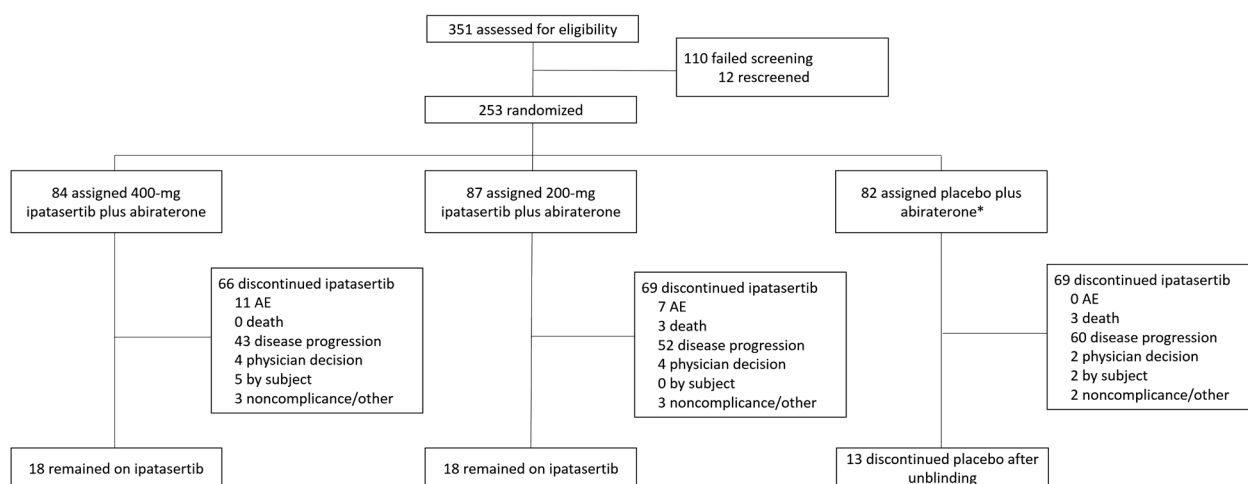 351 assessed for eligibility
110 failed screening
12 rescreened
253 randomized
84 assigned 400-mg
ipatasertib plus abiraterone
87 assigned 200-mg
ipatasertib plus abiraterone
82 assigned placebo plus
abiraterone*
66 discontinued ipatasertib
11 AE
0 death
43 disease progression
4 physician decision
5 by subject
3 noncomplicance/other
69 discontinued ipatasertib
7 AE
3 death
52 disease progression
4 physician decision
0 by subject
3 noncomplicance/other
69 discontinued ipatasertib
0 AE
3 death
60 disease progression
2 physician decision
2 by subject
2 noncomplicance/other
18 remained on ipatasertib
18 remained on ipatasertib
13 discontinued placebo after
unblinding